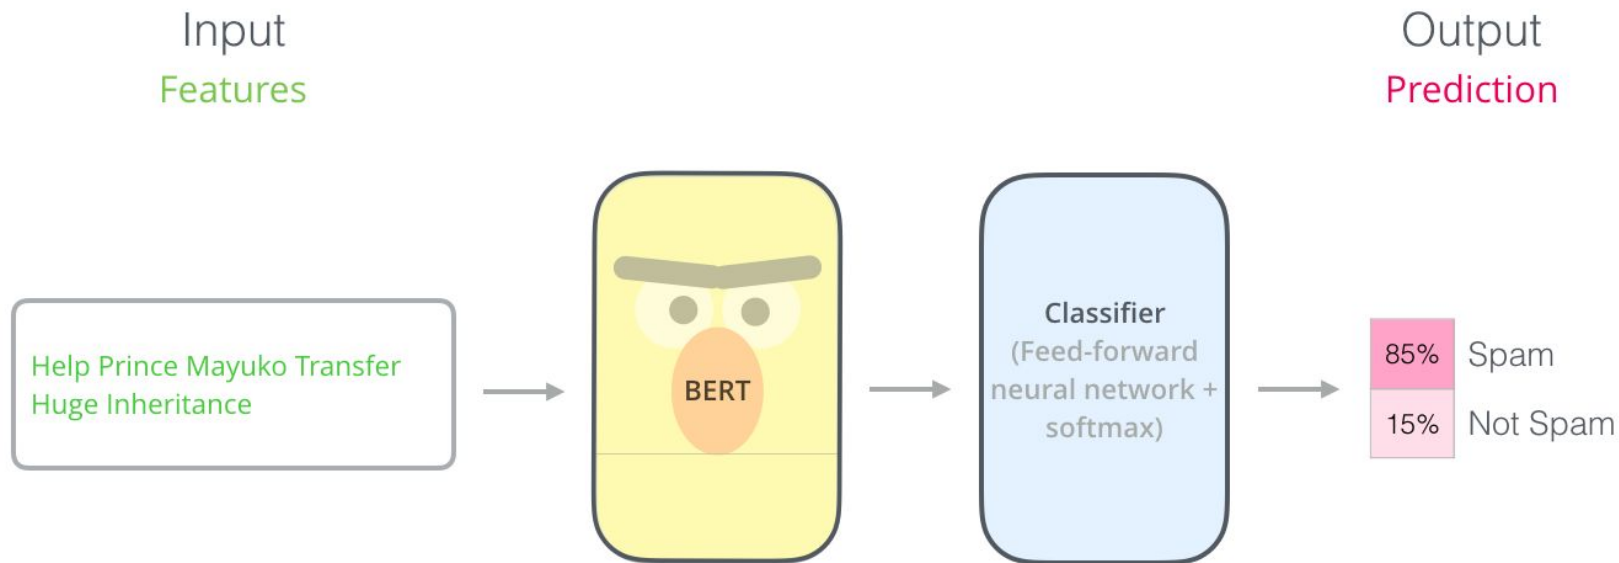 Input
Features
Output
Prediction
Help Prince Mayuko Transfer
Huge Inheritance
BERT
Classifier
(Feed-forward
neural network +
softmax)
85% Spam
15% Not Spam